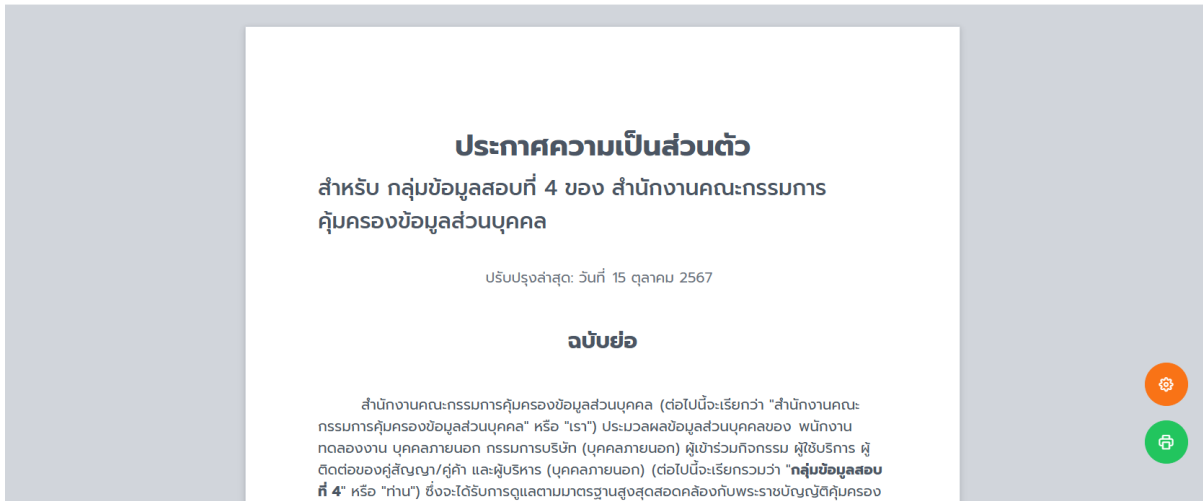 ประกาศความเป็นส่วนตัว
สำหรับ กลุ่มข้อมูลสอบที่ 4 ของ สำนักงานคณะกรรมการ
คุ้มครองข้อมูลส่วนบุคคล
ปรับปรุงล่าสุด: วันที่ 15 ตุลาคม 2567
ฉบับย่อ
สำนักงานคณะกรรมการคุ้มครองข้อมูลส่วนบุคคล (ต่อไปนี้จะเรียกว่า "สำนักงานคณะ
กรรมการคุ้มครองข้อมูลส่วนบุคคล" หรือ "เรา") ประมวลผลข้อมูลส่วนบุคคลของ พนักงาน
ทดลองงาน บุคคลภายนอก กรรมการบริษัท (บุคคลภายนอก) ผู้เข้าร่วมกิจกรรม ผู้ใช้บริการ ผู้
ติดต่อของคู่สัญญา/คู่ค้า และผู้บริหาร (บุคคลภายนอก) (ต่อไปนี้จะเรียกรวมว่า "กลุ่มข้อมูลสอบ
ที่ 4" หรือ "ท่าน") ซึ่งจะได้รับการดูแลตามมาตรฐานสูงสุดสอดคล้องกับพระราชบัญญัติคุ้มครอง